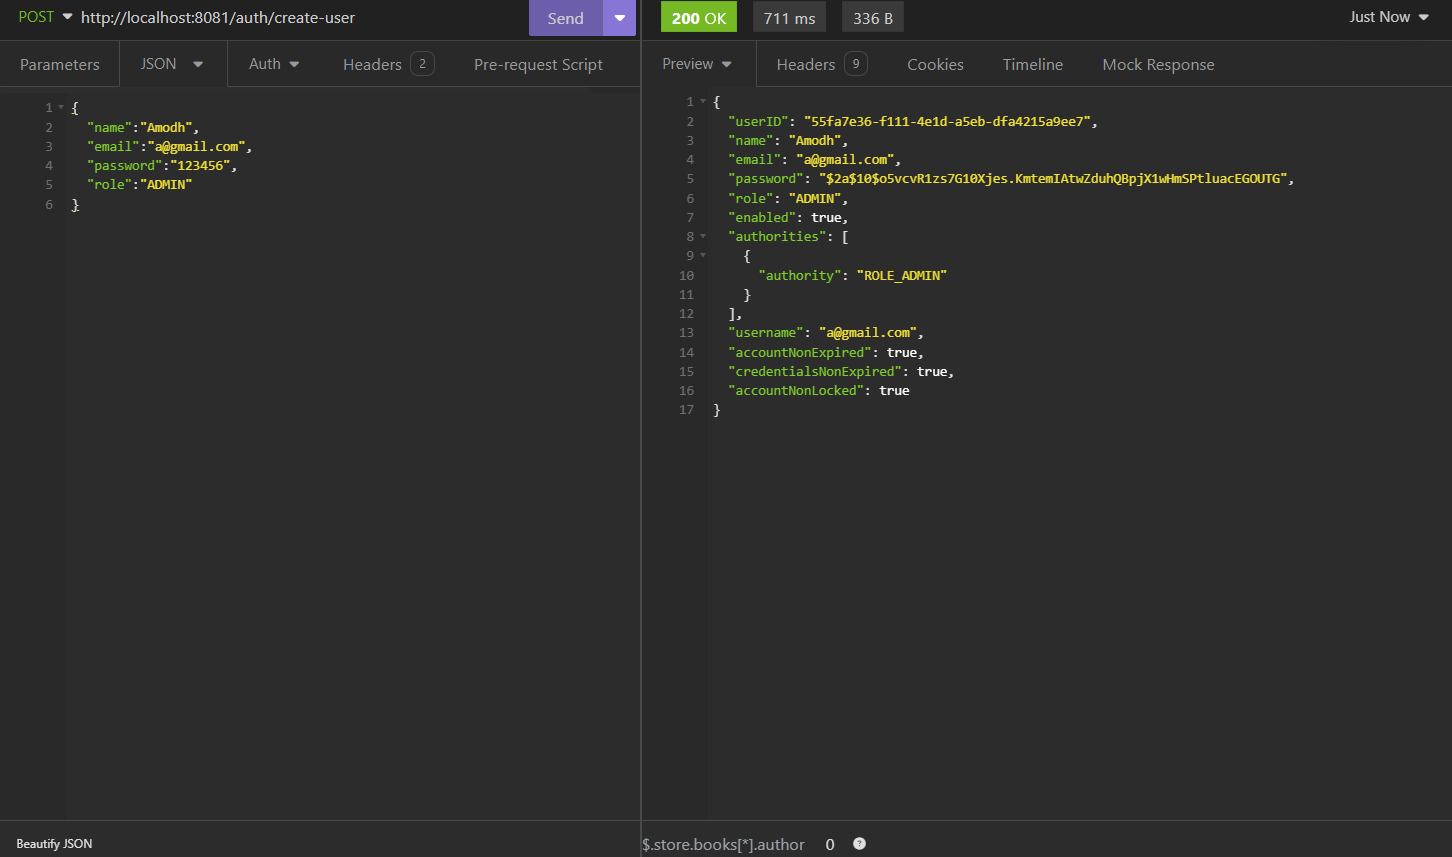 POST http://localhost:8081/auth/create-user Send
200 OK 711 ms 336 B Just Now
Parameters JSON Auth Headers 2 Pre-request Script
Preview Headers 9 Cookies Timeline Mock Response
1 {
2 "name":"Amodh",
3 "email":"a@gmail.com",
4 "password":"123456",
5 "role":"ADMIN"
6 }
1 {
2 "userID": "55fa7e36-f111-4e1d-a5eb-dfa4215a9ee7",
3 "name": "Amodh",
4 "email": "a@gmail.com",
5 "password": "$2a$10$o5vcvR1zs7G10Xjes.KmtemIAtwZduhQBpjX1wHmSPtluacEGOUTG",
6 "role": "ADMIN",
7 "enabled": true,
8 "authorities": [
9 {
10 "authority": "ROLE_ADMIN"
11 }
12 ],
13 "username": "a@gmail.com",
14 "accountNonExpired": true,
15 "credentialsNonExpired": true,
16 "accountNonLocked": true
17 }
Beautify JSON
$.store.books[*].author 0 ?